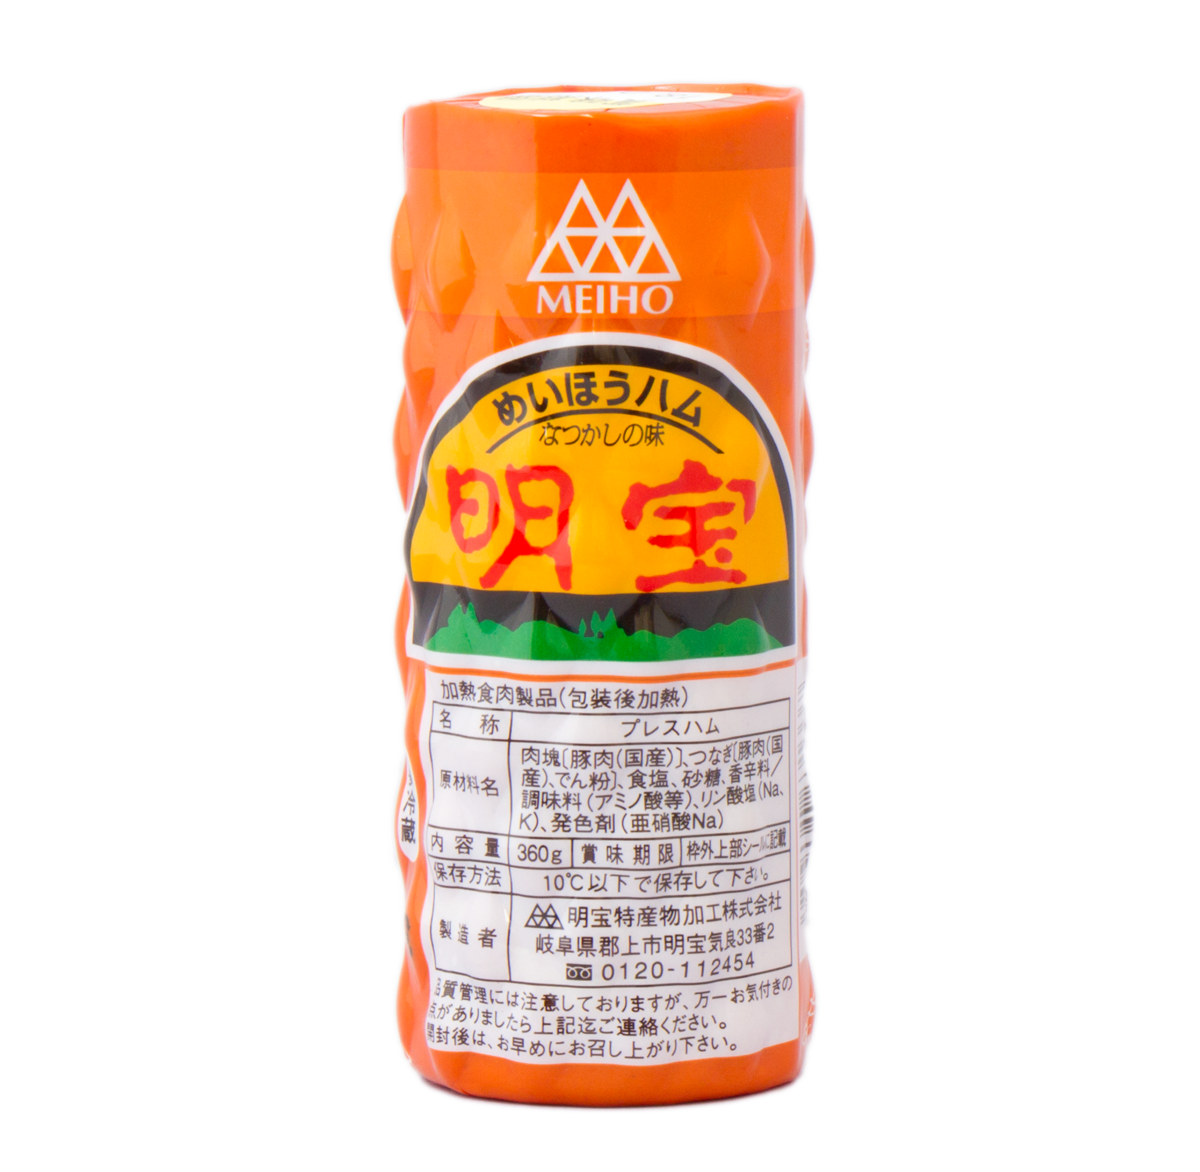 MEIHO
めいほうハム
なつかしの味
明宝
加熱食肉製品(包装後加熱)
名 称 プレスハム
原材料名 肉塊〔豚肉(国産)〕、つなぎ〔豚肉(国
産)、でん粉〕、食塩、砂糖、香辛料/
調味料(アミノ酸等)、リン酸塩(Na、
K)、発色剤(亜硝酸Na)
内容量 360g 賞味期限 枠外上部シールに記載
保存方法 10℃以下で保存して下さい。
製造者 明宝特産物加工株式会社
岐阜県郡上市明宝気良33番2
0120-112454
品質管理には注意しておりますが、万一お気付きの
点がありましたら上記迄ご連絡ください。
開封後は、お早めにお召し上がり下さい。
冷蔵